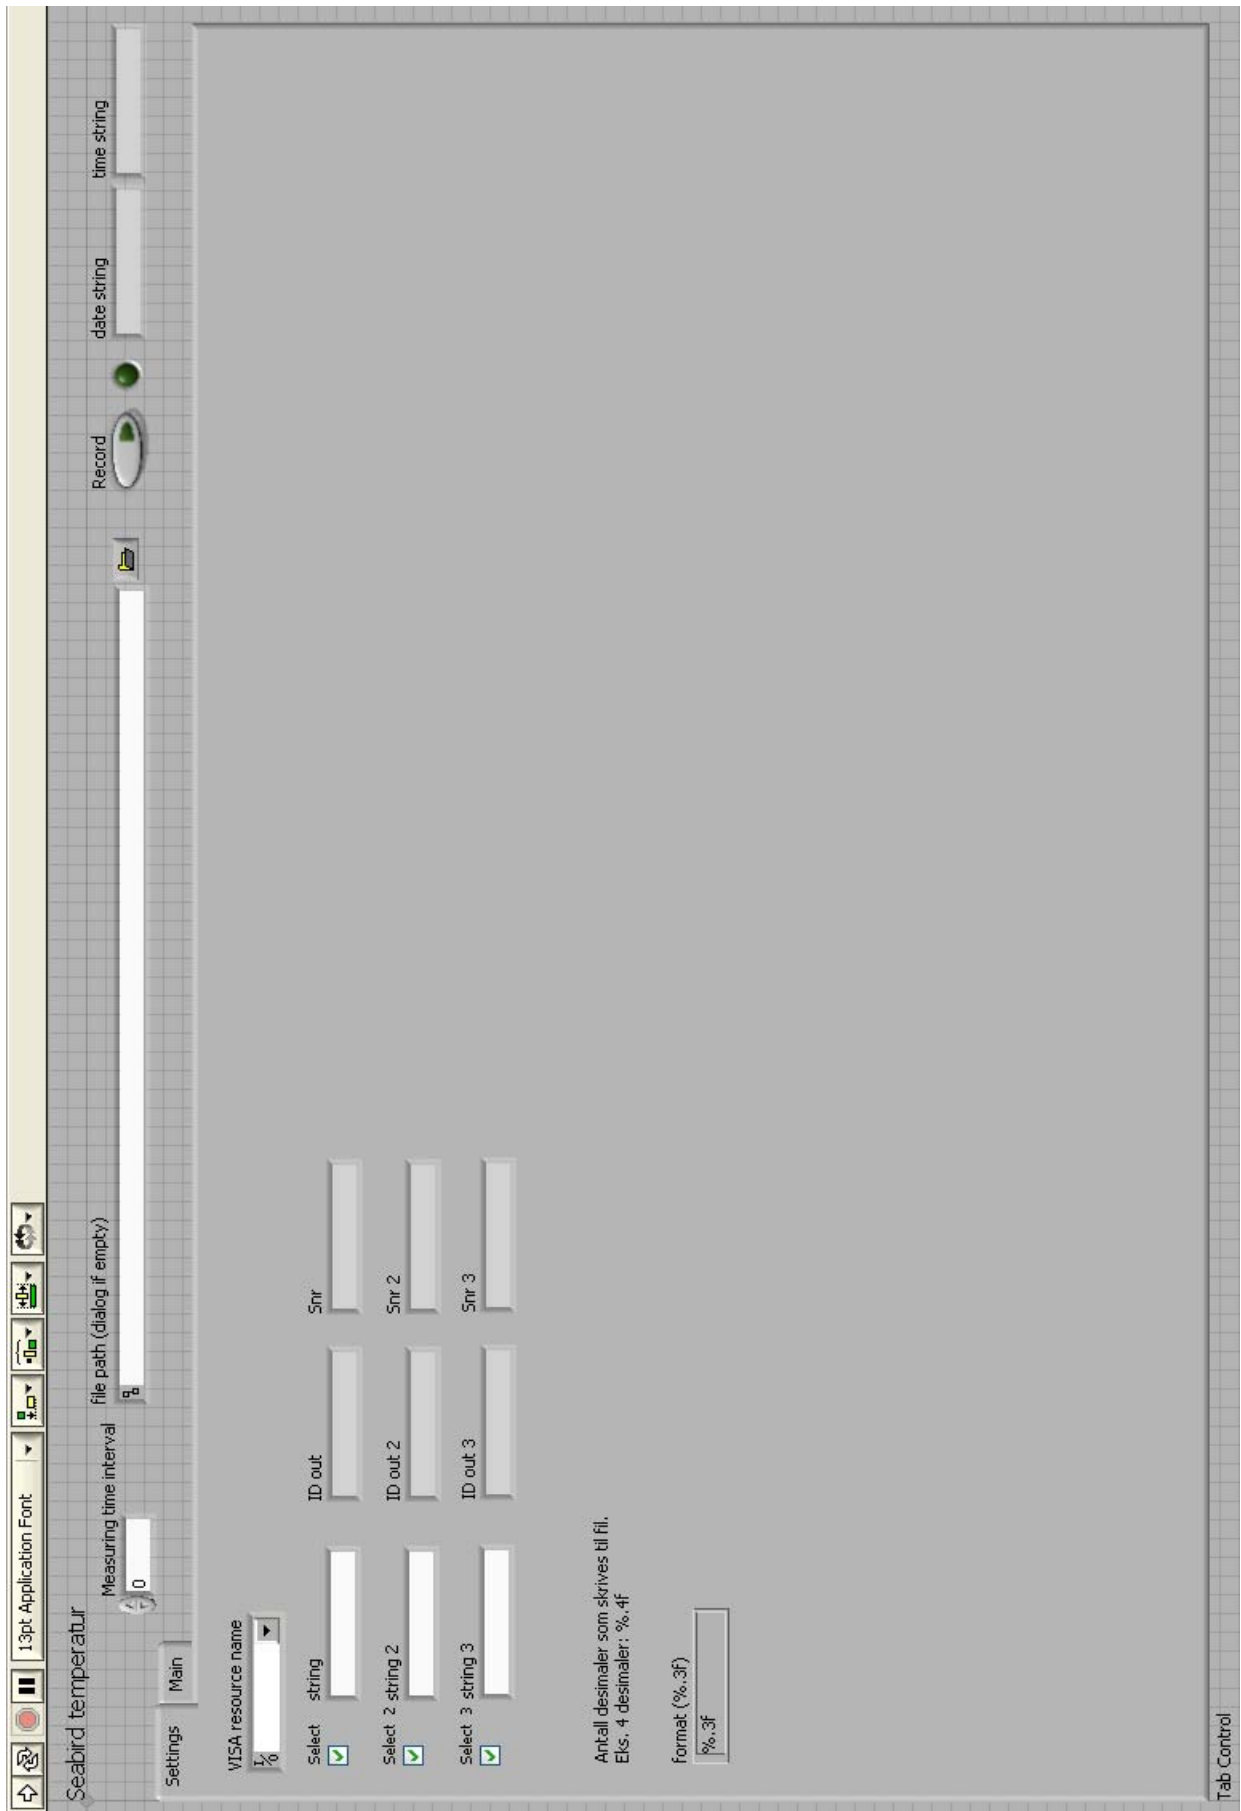 13pt Application Font
Seabird temperatur
Measuring time interval
file path (dialog if empty)
Record
date string
time string
0
Settings
Main
VISA resource name
I/O
Select
string
ID out
Snr
Select 2
string 2
ID out 2
Snr 2
Select 3
string 3
ID out 3
Snr 3
Antall desimaler som skrives til fil.
Eks. 4 desimaler: %.4f
format (%.3f)
%.3f
Tab Control